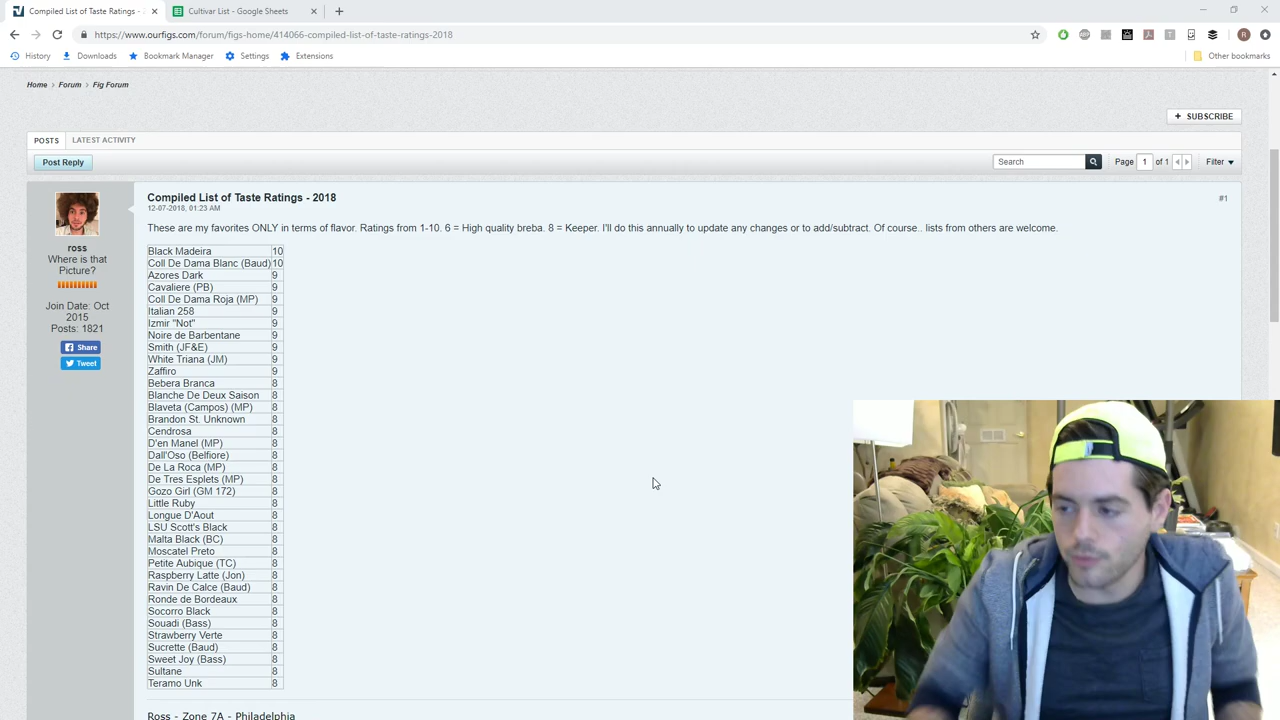 Compiled List of Taste Ratings -
Cultivar List - Google Sheets
https://www.ourfigs.com/forum/figs-home/414066-compiled-list-of-taste-ratings-2018
History
Downloads
Bookmark Manager
Settings
Extensions
Other bookmarks
Home > Forum > Fig Forum
+ SUBSCRIBE
POSTS
LATEST ACTIVITY
Post Reply
Search
Page 1 of 1
Filter
ross
Where is that
Picture?
Join Date: Oct
2015
Posts: 1821
Share
Tweet
Compiled List of Taste Ratings - 2018
#1
12-07-2018, 01:23 AM
These are my favorites ONLY in terms of flavor. Ratings from 1-10. 6 = High quality breba. 8 = Keeper. I'll do this annually to update any changes or to add/subtract. Of course.. lists from others are welcome.
Black Madeira 10
Coll De Dama Blanc (Baud) 10
Azores Dark 9
Cavaliere (PB) 9
Coll De Dama Roja (MP) 9
Italian 258 9
Izmir "Not" 9
Noire de Barbentane 9
Smith (JF&E) 9
White Triana (JM) 9
Zaffiro 9
Bebera Branca 8
Blanche De Deux Saison 8
Blaveta (Campos) (MP) 8
Brandon St. Unknown 8
Cendrosa 8
D'en Manel (MP) 8
Dall'Oso (Belfiore) 8
De La Roca (MP) 8
De Tres Esplets (MP) 8
Gozo Girl (GM 172) 8
Little Ruby 8
Longue D'Aout 8
LSU Scott's Black 8
Malta Black (BC) 8
Moscatel Preto 8
Petite Aubique (TC) 8
Raspberry Latte (Jon) 8
Ravin De Calce (Baud) 8
Ronde de Bordeaux 8
Socorro Black 8
Souadi (Bass) 8
Strawberry Verte 8
Sucrette (Baud) 8
Sweet Joy (Bass) 8
Sultane 8
Teramo Unk 8
Ross - Zone 7A - Philadelphia